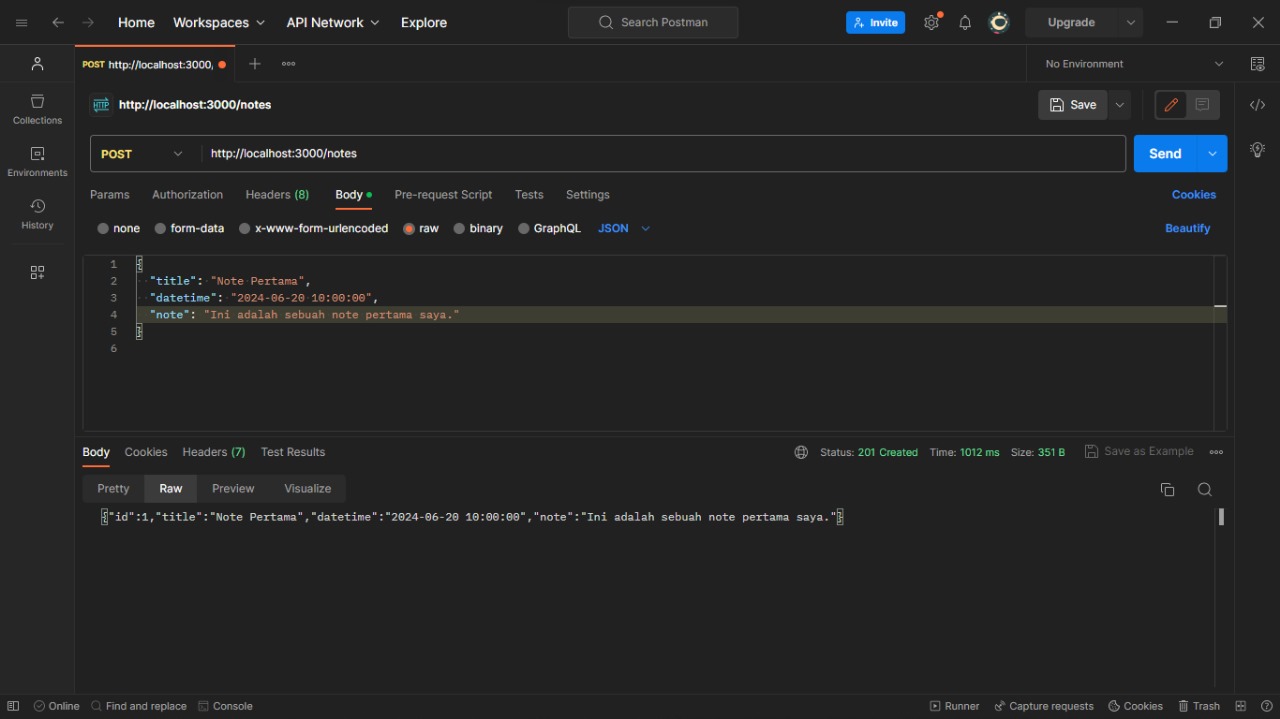 Home Workspaces API Network Explore Search Postman Invite Upgrade
POST http://localhost:3000, No Environment
HTTP http://localhost:3000/notes Save
Collections
POST http://localhost:3000/notes Send
Environments
Params Authorization Headers (8) Body Pre-request Script Tests Settings Cookies
History
none form-data x-www-form-urlencoded raw binary GraphQL JSON Beautify
1 {
2 "title": "Note Pertama",
3 "datetime": "2024-06-20 10:00:00",
4 "note": "Ini adalah sebuah note pertama saya."
5 }
6
Body Cookies Headers (7) Test Results Status: 201 Created Time: 1012 ms Size: 351 B Save as Example
Pretty Raw Preview Visualize
{"id":1,"title":"Note Pertama","datetime":"2024-06-20 10:00:00","note":"Ini adalah sebuah note pertama saya."}
Online Find and replace Console Runner Capture requests Cookies Trash